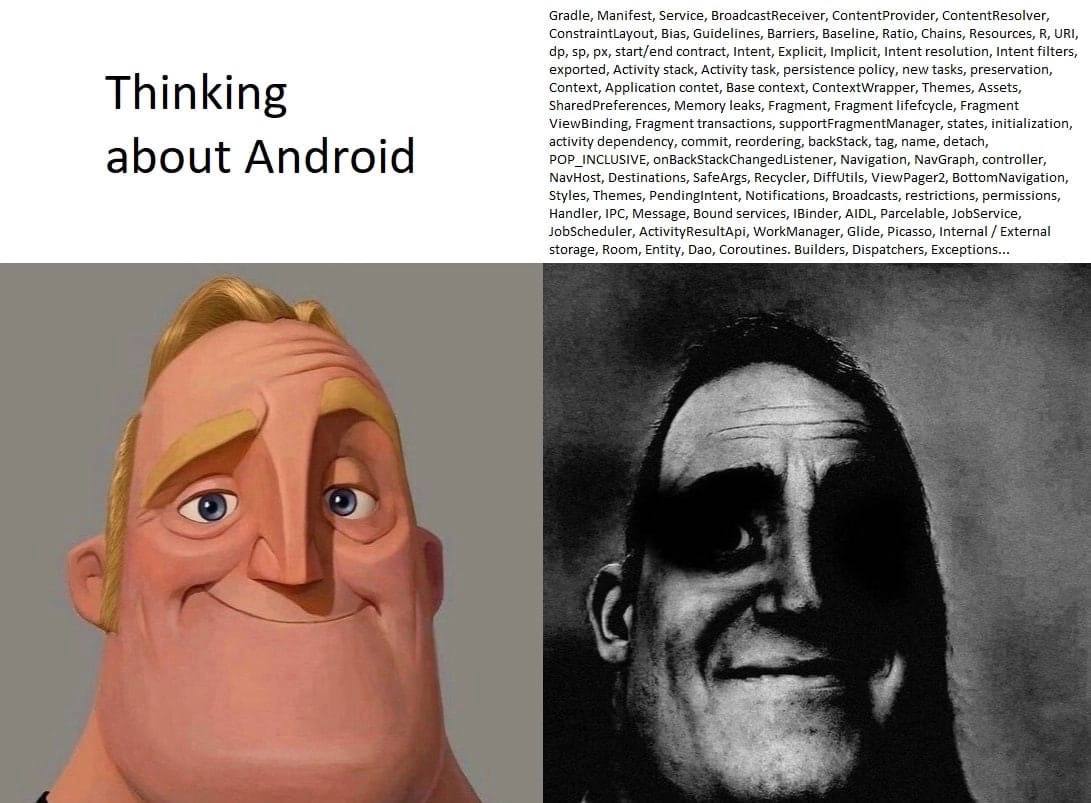 Thinking
about Android
Gradle, Manifest, Service, BroadcastReceiver, ContentProvider, ContentResolver,
ConstraintLayout, Bias, Guidelines, Barriers, Baseline, Ratio, Chains, Resources, R, URI,
dp, sp, px, start/end contract, Intent, Explicit, Implicit, Intent resolution, Intent filters,
exported, Activity stack, Activity task, persistence policy, new tasks, preservation,
Context, Application contet, Base context, ContextWrapper, Themes, Assets,
SharedPreferences, Memory leaks, Fragment, Fragment lifefcycle, Fragment
ViewBinding, Fragment transactions, supportFragmentManager, states, initialization,
activity dependency, commit, reordering, backStack, tag, name, detach,
POP_INCLUSIVE, onBackStackChangedListener, Navigation, NavGraph, controller,
NavHost, Destinations, SafeArgs, Recycler, DiffUtils, ViewPager2, BottomNavigation,
Styles, Themes, PendingIntent, Notifications, Broadcasts, restrictions, permissions,
Handler, IPC, Message, Bound services, IBinder, AIDL, Parcelable, JobService,
JobScheduler, ActivityResultApi, WorkManager, Glide, Picasso, Internal / External
storage, Room, Entity, Dao, Coroutines. Builders, Dispatchers, Exceptions...